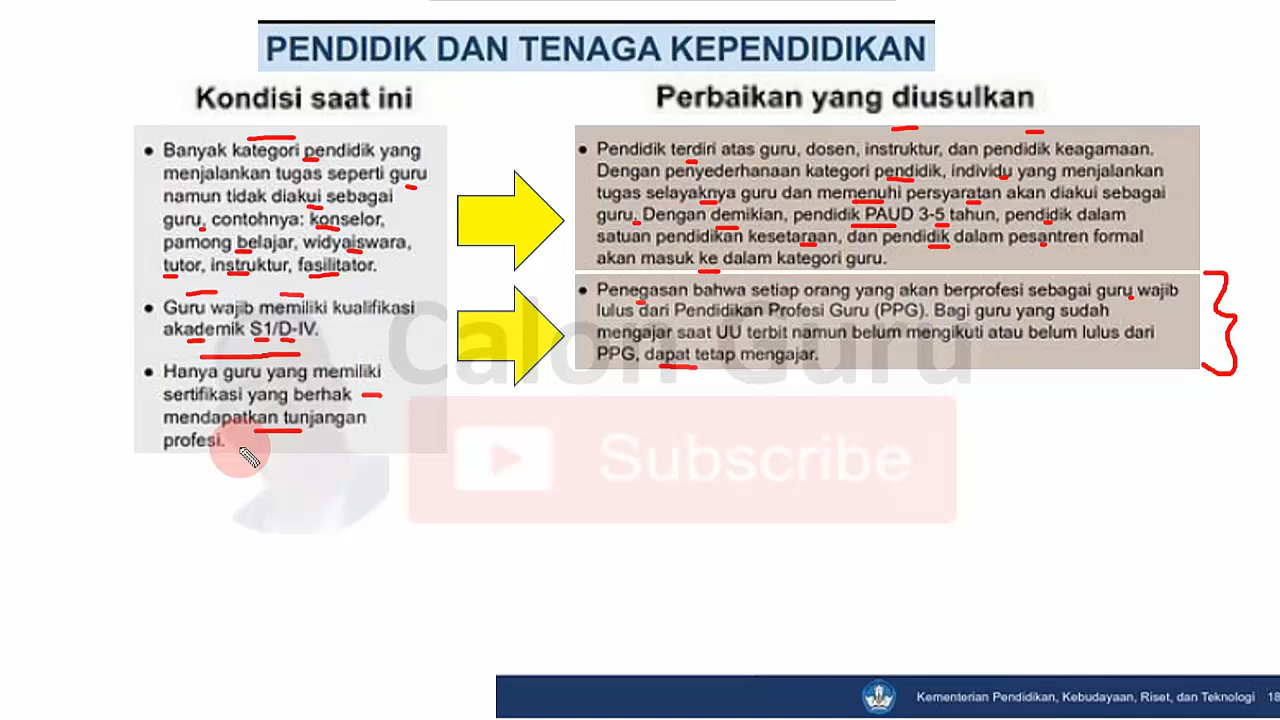 PENDIDIK DAN TENAGA KEPENDIDIKAN
Kondisi saat ini
• Banyak kategori pendidik yang
menjalankan tugas seperti guru
namun tidak diakui sebagai
guru, contohnya: konselor,
pamong belajar, widyaiswara,
tutor, instruktur, fasilitator.
• Guru wajib memiliki kualifikasi
akademik S1/D-IV.
• Hanya guru yang memiliki
sertifikasi yang berhak
mendapatkan tunjangan
profesi.
Perbaikan yang diusulkan
• Pendidik terdiri atas guru, dosen, instruktur, dan pendidik keagamaan.
Dengan penyederhanaan kategori pendidik, individu yang menjalankan
tugas selayaknya guru dan memenuhi persyaratan akan diakui sebagai
guru. Dengan demikian, pendidik PAUD 3-5 tahun, pendidik dalam
satuan pendidikan kesetaraan, dan pendidik dalam pesantren formal
akan masuk ke dalam kategori guru.
• Penegasan bahwa setiap orang yang akan berprofesi sebagai guru wajib
lulus dari Pendidikan Profesi Guru (PPG). Bagi guru yang sudah
mengajar saat UU terbit namun belum mengikuti atau belum lulus dari
PPG, dapat tetap mengajar.
Calon Guru
Subscribe
Kementerian Pendidikan, Kebudayaan, Riset, dan Teknologi 18